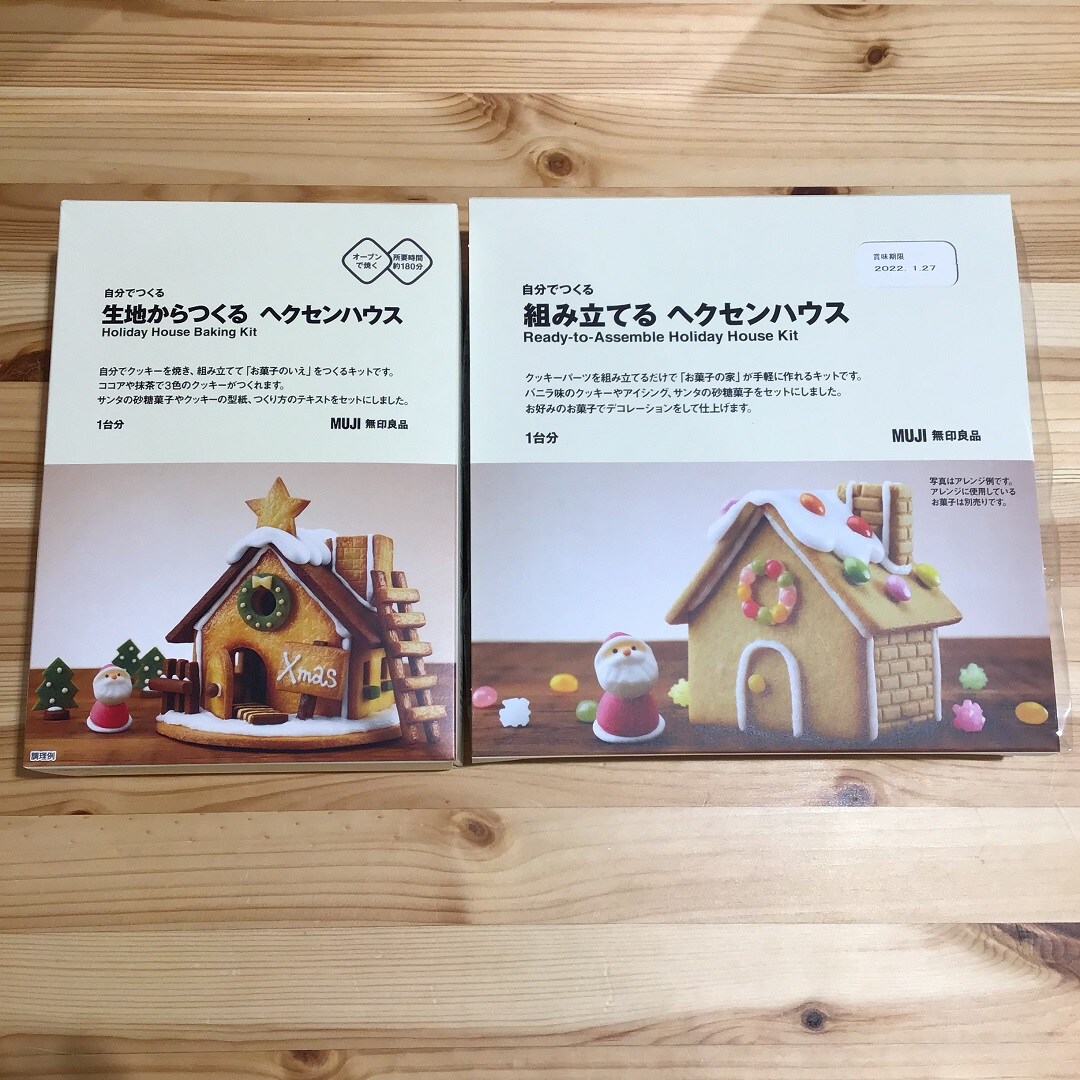 オーブン
で焼く
所要時間
約180分
自分でつくる
生地からつくる ヘクセンハウス
Holiday House Baking Kit
自分でクッキーを焼き、組み立てて「お菓子のいえ」をつくるキットです。
ココアや抹茶で3色のクッキーがつくれます。
サンタの砂糖菓子やクッキーの型紙、つくり方のテキストをセットにしました。
1台分
MUJI 無印良品
Xmas
調理例
賞味期限
2022. 1.27
自分でつくる
組み立てる ヘクセンハウス
Ready-to-Assemble Holiday House Kit
クッキーパーツを組み立てるだけで「お菓子の家」が手軽に作れるキットです。
バニラ味のクッキーやアイシング、サンタの砂糖菓子をセットにしました。
お好みのお菓子でデコレーションをして仕上げます。
1台分
MUJI 無印良品
写真はアレンジ例です。
アレンジに使用している
お菓子は別売りです。